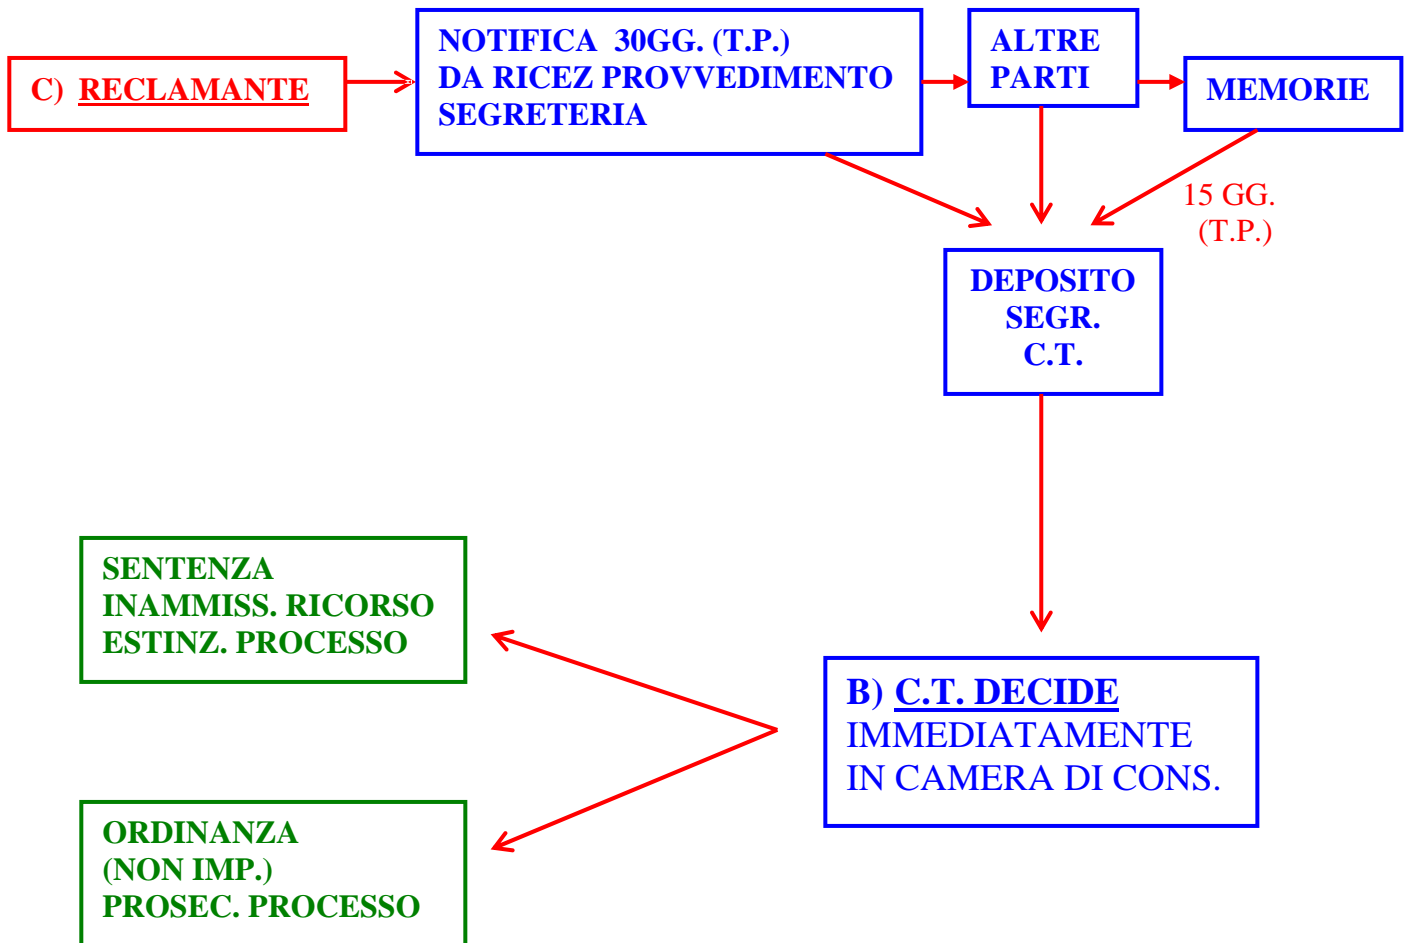 C) RECLAMANTE
NOTIFICA 30GG. (T.P.)
DA RICEZ PROVVEDIMENTO
SEGRETERIA
ALTRE
PARTI
MEMORIE
15 GG.
(T.P.)
DEPOSITO
SEGR.
C.T.
SENTENZA
INAMMISS. RICORSO
ESTINZ. PROCESSO
B) C.T. DECIDE
IMMEDIATAMENTE
IN CAMERA DI CONS.
ORDINANZA
(NON IMP.)
PROSEC. PROCESSO